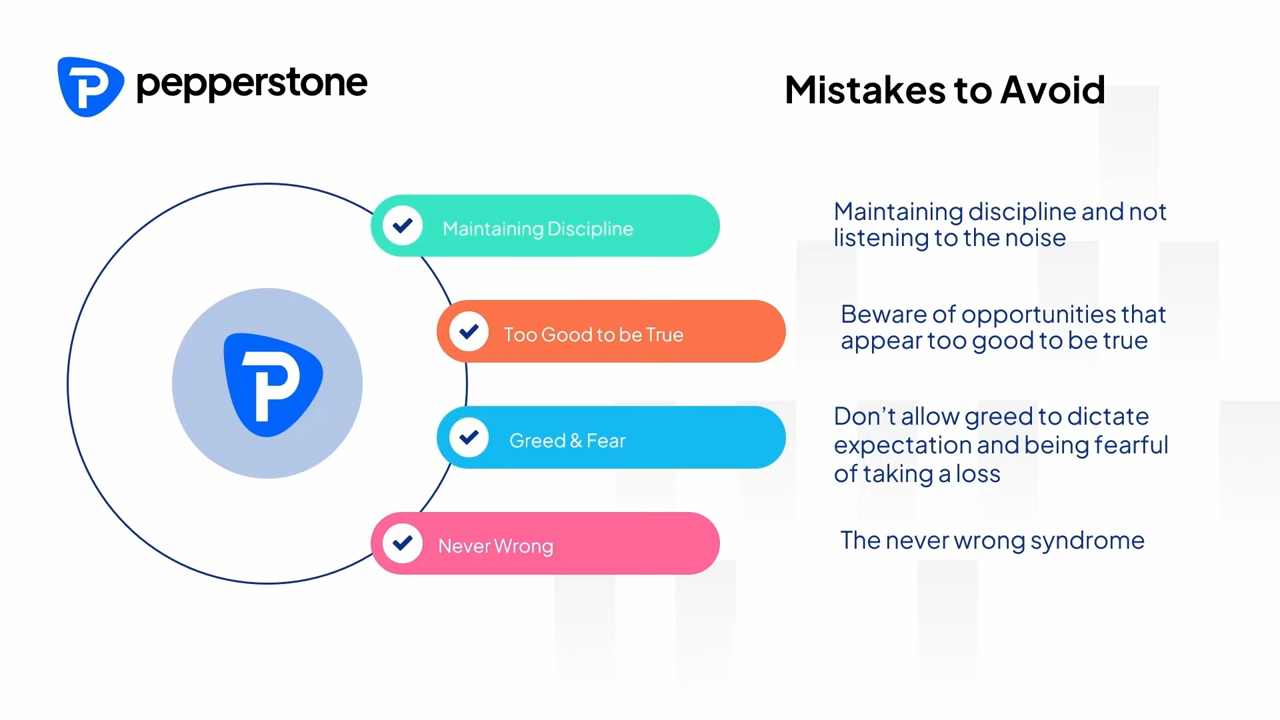 pepperstone
Mistakes to Avoid
Maintaining Discipline
Maintaining discipline and not
listening to the noise
Too Good to be True
Beware of opportunities that
appear too good to be true
Greed & Fear
Don’t allow greed to dictate
expectation and being fearful
of taking a loss
Never Wrong
The never wrong syndrome